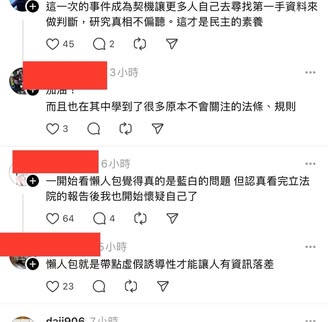 這一次的事件成為契機讓更多人自己去尋找第一手資料來
做判斷，研究真相不偏聽。這才是民主的素養
45 2
3小時
加油！
而且也在其中學到了很多原本不會關注的法條、規則
3
6小時
一開始看懶人包覺得真的是藍白的問題 但認真看完立法
院的報告後我也開始懷疑自己了
64 4
5小時
懶人包就是帶點虛假誘導性才能讓人有資訊落差
23
daji906 7小時